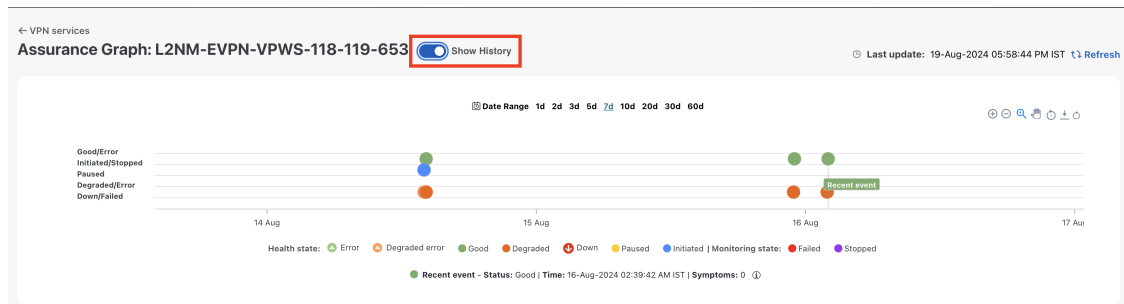 ← VPN services
Assurance Graph: L2NM-EVPN-VPWS-118-119-653 Show History
Last update: 19-Aug-2024 05:58:44 PM IST Refresh
Date Range 1d 2d 3d 5d 7d 10d 20d 30d 60d
Good/Error
Initiated/Stopped
Paused
Degraded/Error
Down/Failed
Recent event
14 Aug 15 Aug 16 Aug 17 Au
Health state: Error Degraded error Good Degraded Down Paused Initiated | Monitoring state: Failed Stopped
Recent event - Status: Good | Time: 16-Aug-2024 02:39:42 AM IST | Symptoms: 0